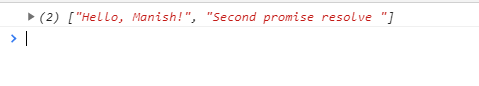 (2) ["Hello, Manish!", "Second promise resolve "]